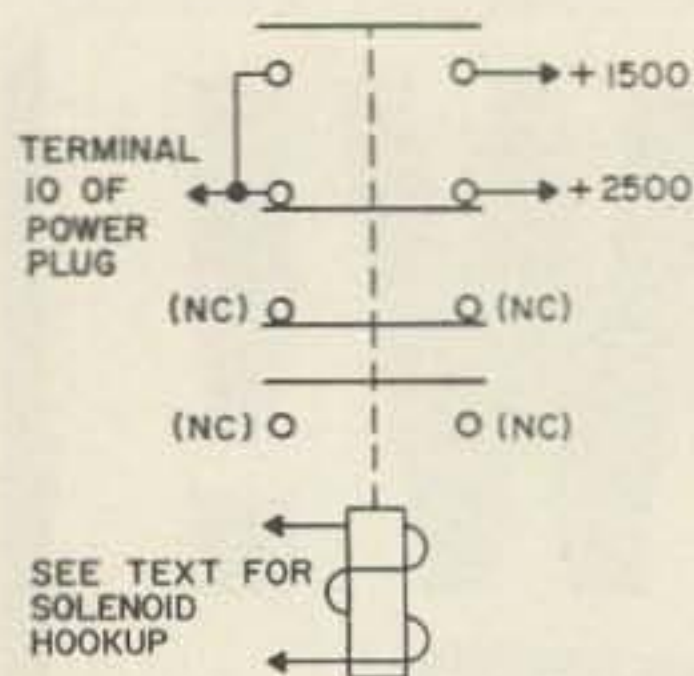 +1500
TERMINAL
10 OF
POWER
PLUG
+2500
(NC) (NC)
(NC) (NC)
SEE TEXT FOR
SOLENOID
HOOKUP